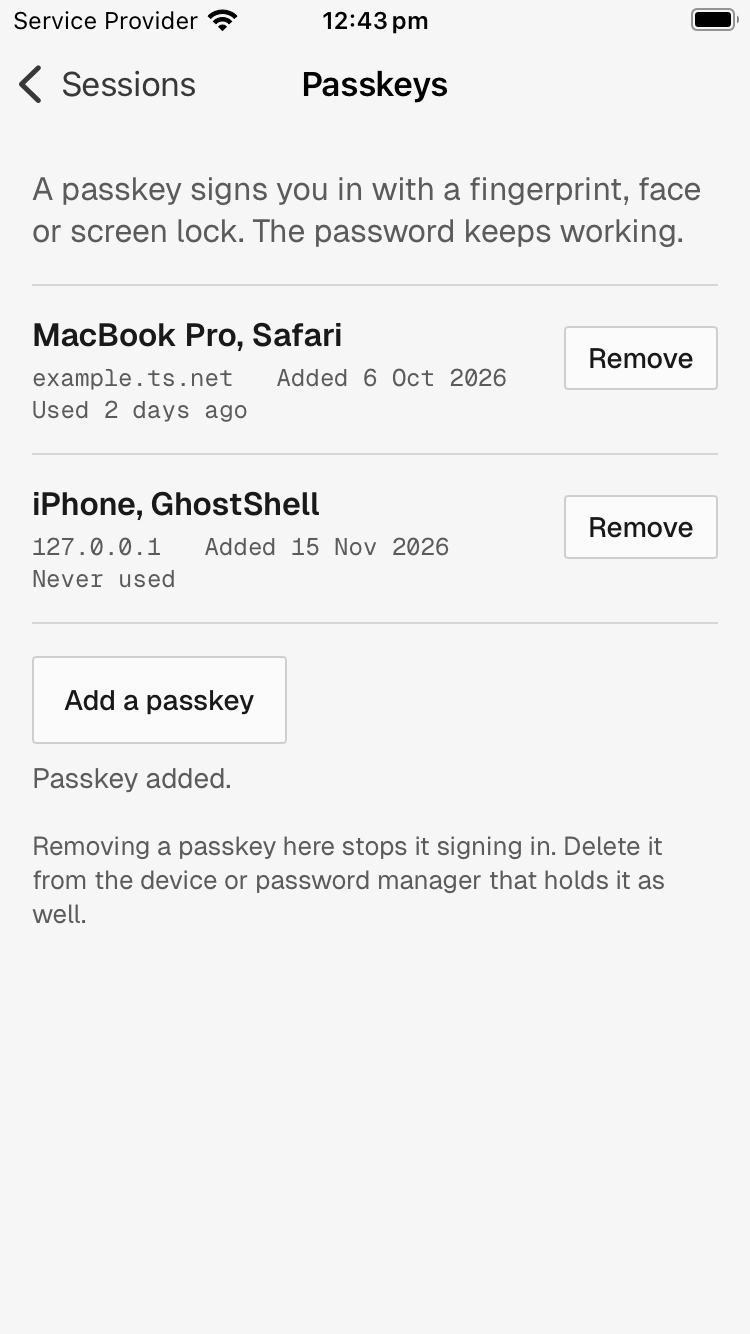 Service Provider 12:43 pm
Sessions Passkeys
A passkey signs you in with a fingerprint, face
or screen lock. The password keeps working.
MacBook Pro, Safari
Remove
example.ts.net Added 6 Oct 2026
Used 2 days ago
iPhone, GhostShell
Remove
127.0.0.1 Added 15 Nov 2026
Never used
Add a passkey
Passkey added.
Removing a passkey here stops it signing in. Delete it
from the device or password manager that holds it as
well.